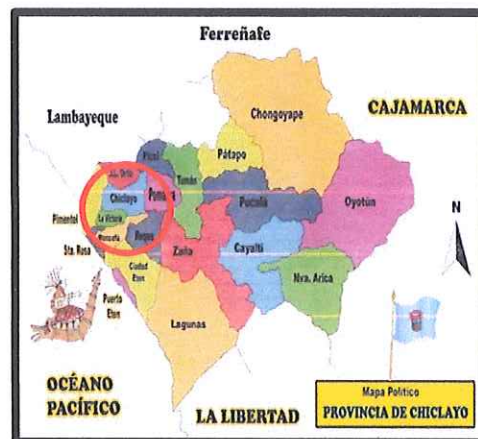 Ferreñafe
Chongoyape
CAJAMARCA
Lambayeque
Picsi
Pátapo
J.L. Ortiz
Tumán
Chiclayo
Pomalca
Pucalá
Oyotún
Pimentel
La Victoria
N
Monsefú
Reque
Zaña
Cayaltí
Sta. Rosa
Ciudad
Eten
Nva. Arica
Puerto
Eten
Lagunas
OCÉANO
PACÍFICO
LA LIBERTAD
Mapa Político
PROVINCIA DE CHICLAYO